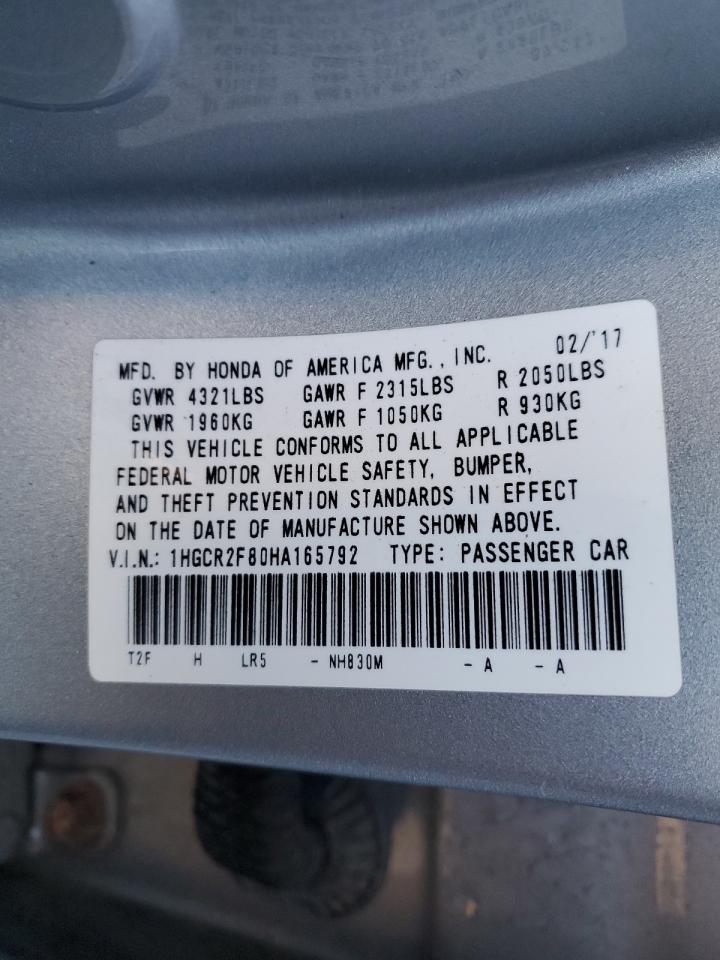 MFD. BY HONDA OF AMERICA MFG., INC. 02/'17
GVWR 4321LBS GAWR F 2315LBS R 2050LBS
GVWR 1960KG GAWR F 1050KG R 930KG
THIS VEHICLE CONFORMS TO ALL APPLICABLE
FEDERAL MOTOR VEHICLE SAFETY, BUMPER,
AND THEFT PREVENTION STANDARDS IN EFFECT
ON THE DATE OF MANUFACTURE SHOWN ABOVE.
V.I.N.: 1HGCR2F80HA165792 TYPE: PASSENGER CAR
T2F H LR5 - NH830M - A - A